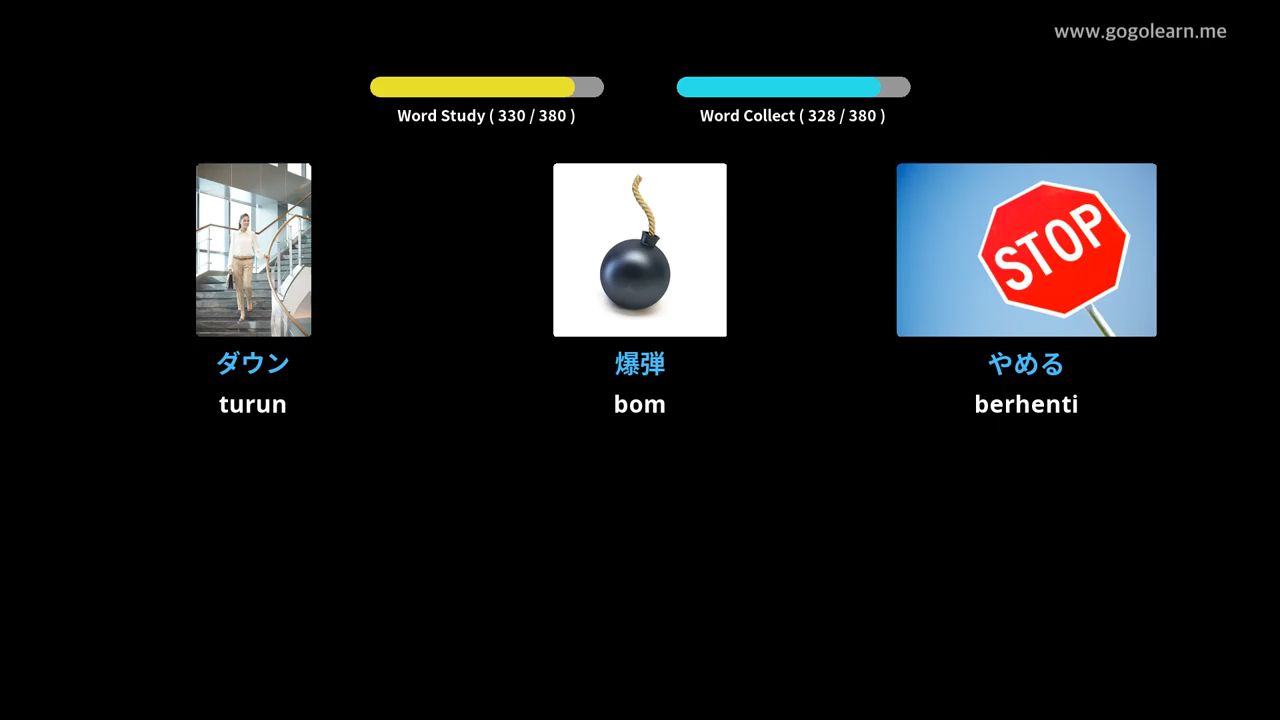 www.gogolearn.me
Word Study ( 330 / 380 )
Word Collect ( 328 / 380 )
STOP
ダウン
爆弾
やめる
turun
bom
berhenti